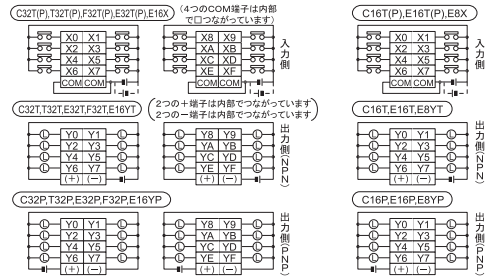 C32T(P),T32T(P),F32T(P),E32T(P),E16X
(4つのCOM端子は内部
で口つながっています)
C16T(P),E16T(P),E8X
X0 X1
X2 X3
X4 X5
X6 X7
COM COM
X8 X9
XA XB
XC XD
XE XF
COM COM
X0 X1
X2 X3
X4 X5
X6 X7
COM COM
入力側
C32T,T32T,E32T,F32T,E16YT
(2つの+端子は内部でつながっています
2つの−端子は内部でつながっています)
C16T,E16T,E8YT
L Y0 Y1 L
L Y2 Y3 L
L Y4 Y5 L
L Y6 Y7 L
(+) (−)
L Y8 Y9 L
L YA YB L
L YC YD L
L YE YF L
(+) (−)
出力側(NPN)
L Y0 Y1 L
L Y2 Y3 L
L Y4 Y5 L
L Y6 Y7 L
(+) (−)
出力側(NPN)
C32P,T32P,E32P,F32P,E16YP
C16P,E16P,E8YP
L Y0 Y1 L
L Y2 Y3 L
L Y4 Y5 L
L Y6 Y7 L
(+) (−)
L Y8 Y9 L
L YA YB L
L YC YD L
L YE YF L
(+) (−)
出力側(PNP)
L Y0 Y1 L
L Y2 Y3 L
L Y4 Y5 L
L Y6 Y7 L
(+) (−)
出力側(PNP)